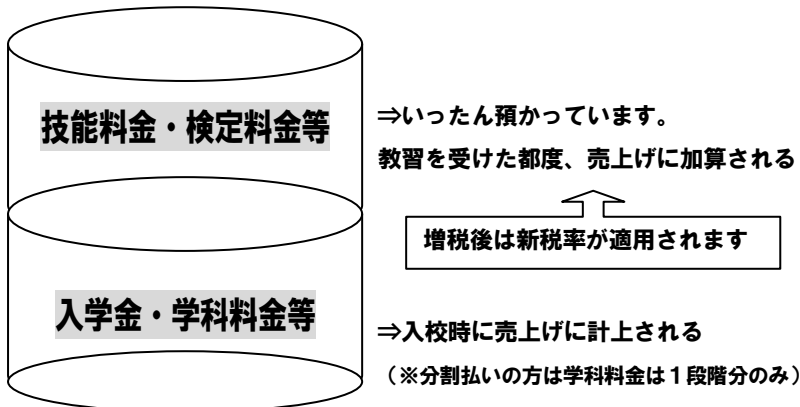 技能料金・検定料金等
⇒いったん預かっています。
教習を受けた都度、売上げに加算される
増税後は新税率が適用されます
入学金・学科料金等
⇒入校時に売上げに計上される
（※分割払いの方は学科料金は１段階分のみ）